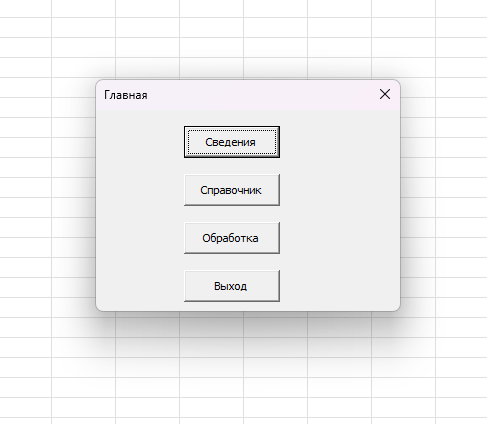 Главная
Сведения
Справочник
Обработка
Выход